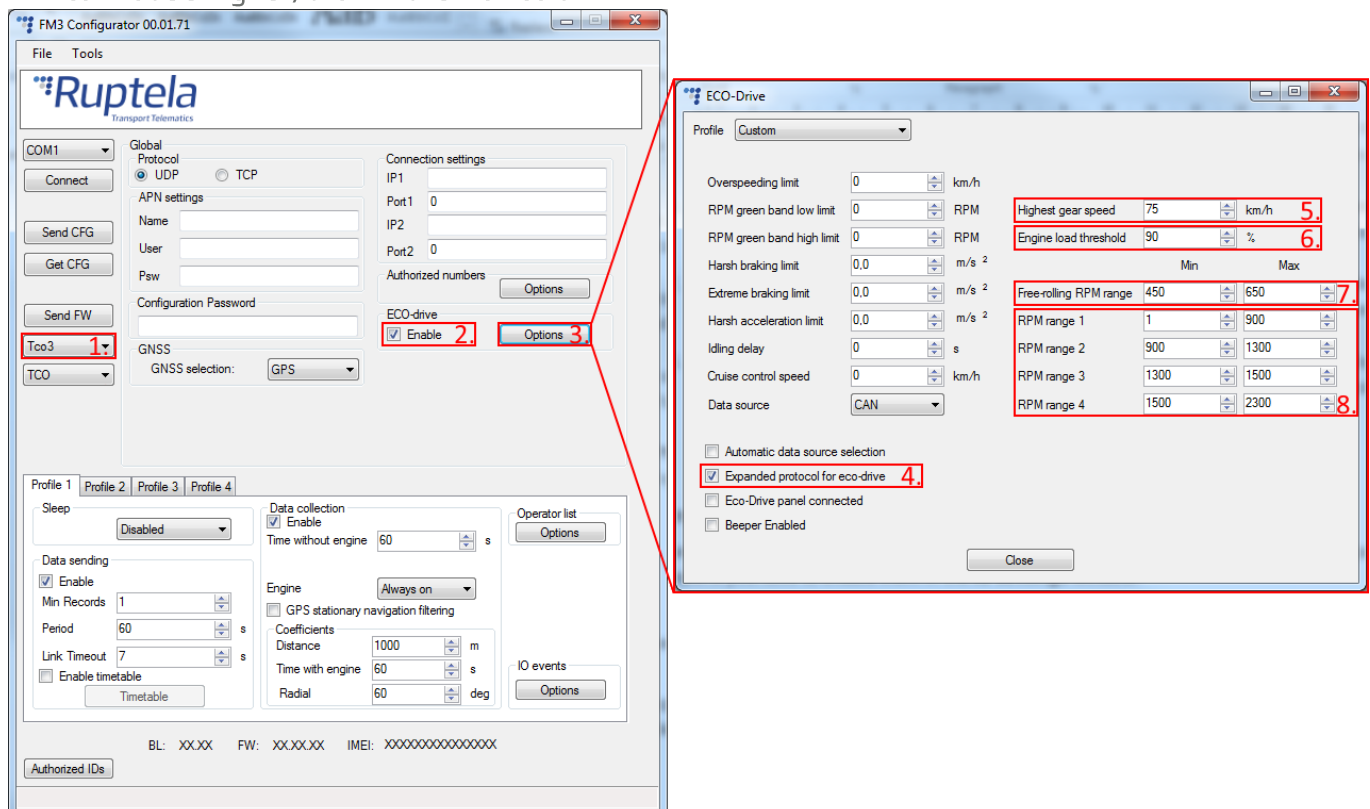 FM3 Configurator 00.01.71
File Tools
Ruptela
Transport Telematics
COM1
Connect
Send CFG
Get CFG
Send FW
Tco3 1.
TCO
Global
Protocol
UDP TCP
APN settings
Name
User
Psw
Configuration Password
GNSS
GNSS selection: GPS
Connection settings
IP1
Port1 0
IP2
Port2 0
Authorized numbers
Options
ECO-drive
Enable 2. Options 3.
Profile 1 Profile 2 Profile 3 Profile 4
Sleep
Disabled
Data sending
Enable
Min Records 1
Period 60 s
Link Timeout 7 s
Enable timetable
Timetable
Data collection
Enable
Time without engine 60 s
Engine Always on
GPS stationary navigation filtering
Coefficients
Distance 1000 m
Time with engine 60 s
Radial 60 deg
Operator list
Options
IO events
Options
BL: XX.XX FW: XX.XX.XX IMEI: XXXXXXXXXXXXXXX
Authorized IDs
ECO-Drive
Profile Custom
Overspeeding limit 0 km/h
RPM green band low limit 0 RPM
RPM green band high limit 0 RPM
Harsh braking limit 0,0 m/s 2
Extreme braking limit 0,0 m/s 2
Harsh acceleration limit 0,0 m/s 2
Idling delay 0 s
Cruise control speed 0 km/h
Data source CAN
Highest gear speed 75 km/h 5.
Engine load threshold 90 % 6.
Min Max
Free-rolling RPM range 450 650 7.
RPM range 1 1 900
RPM range 2 900 1300
RPM range 3 1300 1500
RPM range 4 1500 2300 8.
Automatic data source selection
Expanded protocol for eco-drive 4.
Eco-Drive panel connected
Beeper Enabled
Close